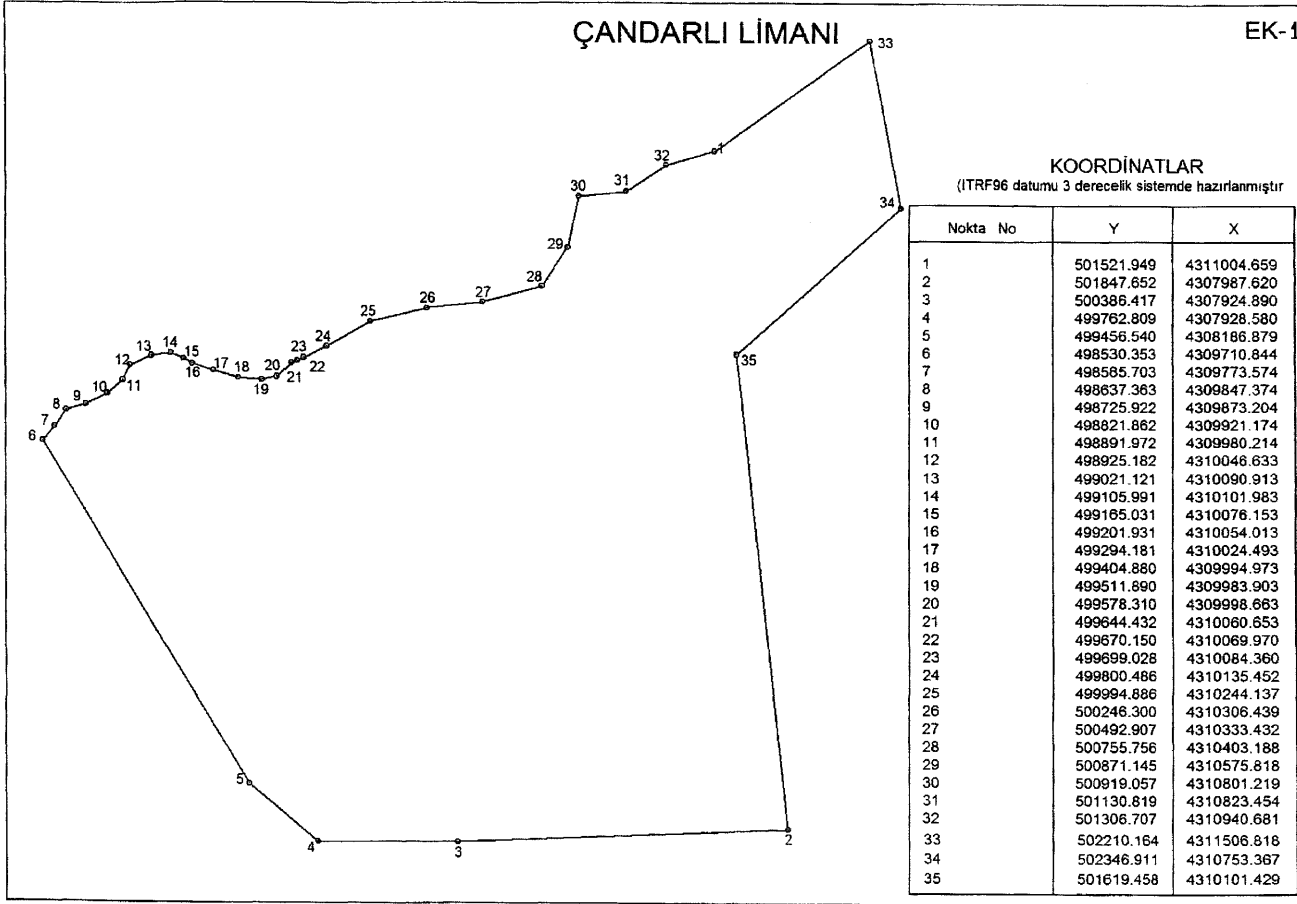 ÇANDARLI LİMANI
EK-1
33
1
32
31
30
34
29
28
27
26
25
24
23
22
21
20
19
18
17
16
15
14
13
12
11
10
9
8
7
6
35
5
4
3
2
KOORDİNATLAR
(ITRF96 datumu 3 derecelik sistemde hazırlanmıştır
Nokta No Y X
1 501521.949 4311004.659
2 501847.652 4307987.620
3 500386.417 4307924.890
4 499762.809 4307928.580
5 499456.540 4308186.879
6 498530.353 4309710.844
7 498585.703 4309773.574
8 498637.363 4309847.374
9 498725.922 4309873.204
10 498821.862 4309921.174
11 498891.972 4309980.214
12 498925.182 4310046.633
13 499021.121 4310090.913
14 499105.991 4310101.983
15 499165.031 4310076.153
16 499201.931 4310054.013
17 499294.181 4310024.493
18 499404.880 4309994.973
19 499511.890 4309983.903
20 499578.310 4309998.663
21 499644.432 4310060.653
22 499670.150 4310069.970
23 499699.028 4310084.360
24 499800.486 4310135.452
25 499994.886 4310244.137
26 500246.300 4310306.439
27 500492.907 4310333.432
28 500755.756 4310403.188
29 500871.145 4310575.818
30 500919.057 4310801.219
31 501130.819 4310823.454
32 501306.707 4310940.681
33 502210.164 4311506.818
34 502346.911 4310753.367
35 501619.458 4310101.429